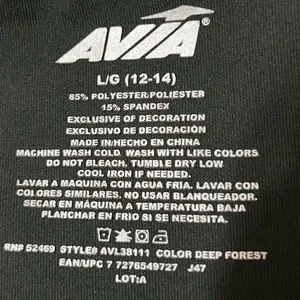 AVIA
L/G (12-14)
85% POLYESTER/POLIESTER
15% SPANDEX
EXCLUSIVE OF DECORATION
EXCLUSIVO DE DECORACIÓN
MADE IN/HECHO EN CHINA
MACHINE WASH COLD. WASH WITH LIKE COLORS
DO NOT BLEACH. TUMBLE DRY LOW
COOL IRON IF NEEDED.
LAVAR A MAQUINA CON AGUA FRIA. LAVAR CON
COLORES SIMILARES. NO USAR BLANQUEADOR.
SECAR EN MÁQUINA A TEMPERATURA BAJA
PLANCHAR EN FRIO SI SE NECESITA.
RN# 52469 STYLE# AVL38111 COLOR DEEP FOREST
EAN/UPC 7 7276549727 J47
LOT:A